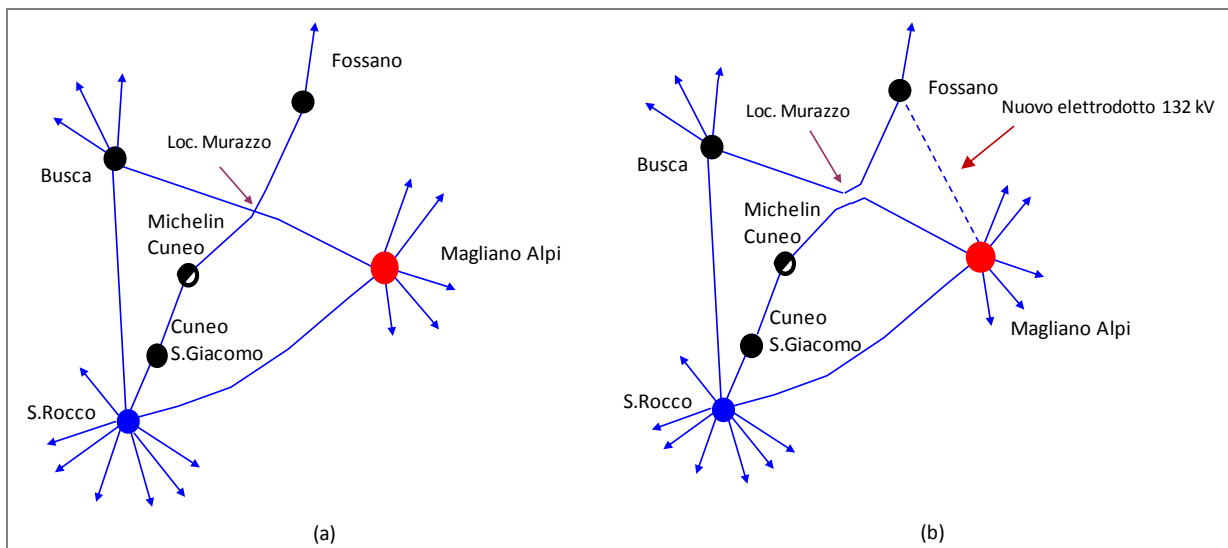 Fossano
Loc. Murazzo
Busca
Michelin
Cuneo
Magliano Alpi
Cuneo
S.Giacomo
S.Rocco
(a)
Fossano
Nuovo elettrodotto 132 kV
Loc. Murazzo
Busca
Michelin
Cuneo
Magliano Alpi
Cuneo
S.Giacomo
S.Rocco
(b)